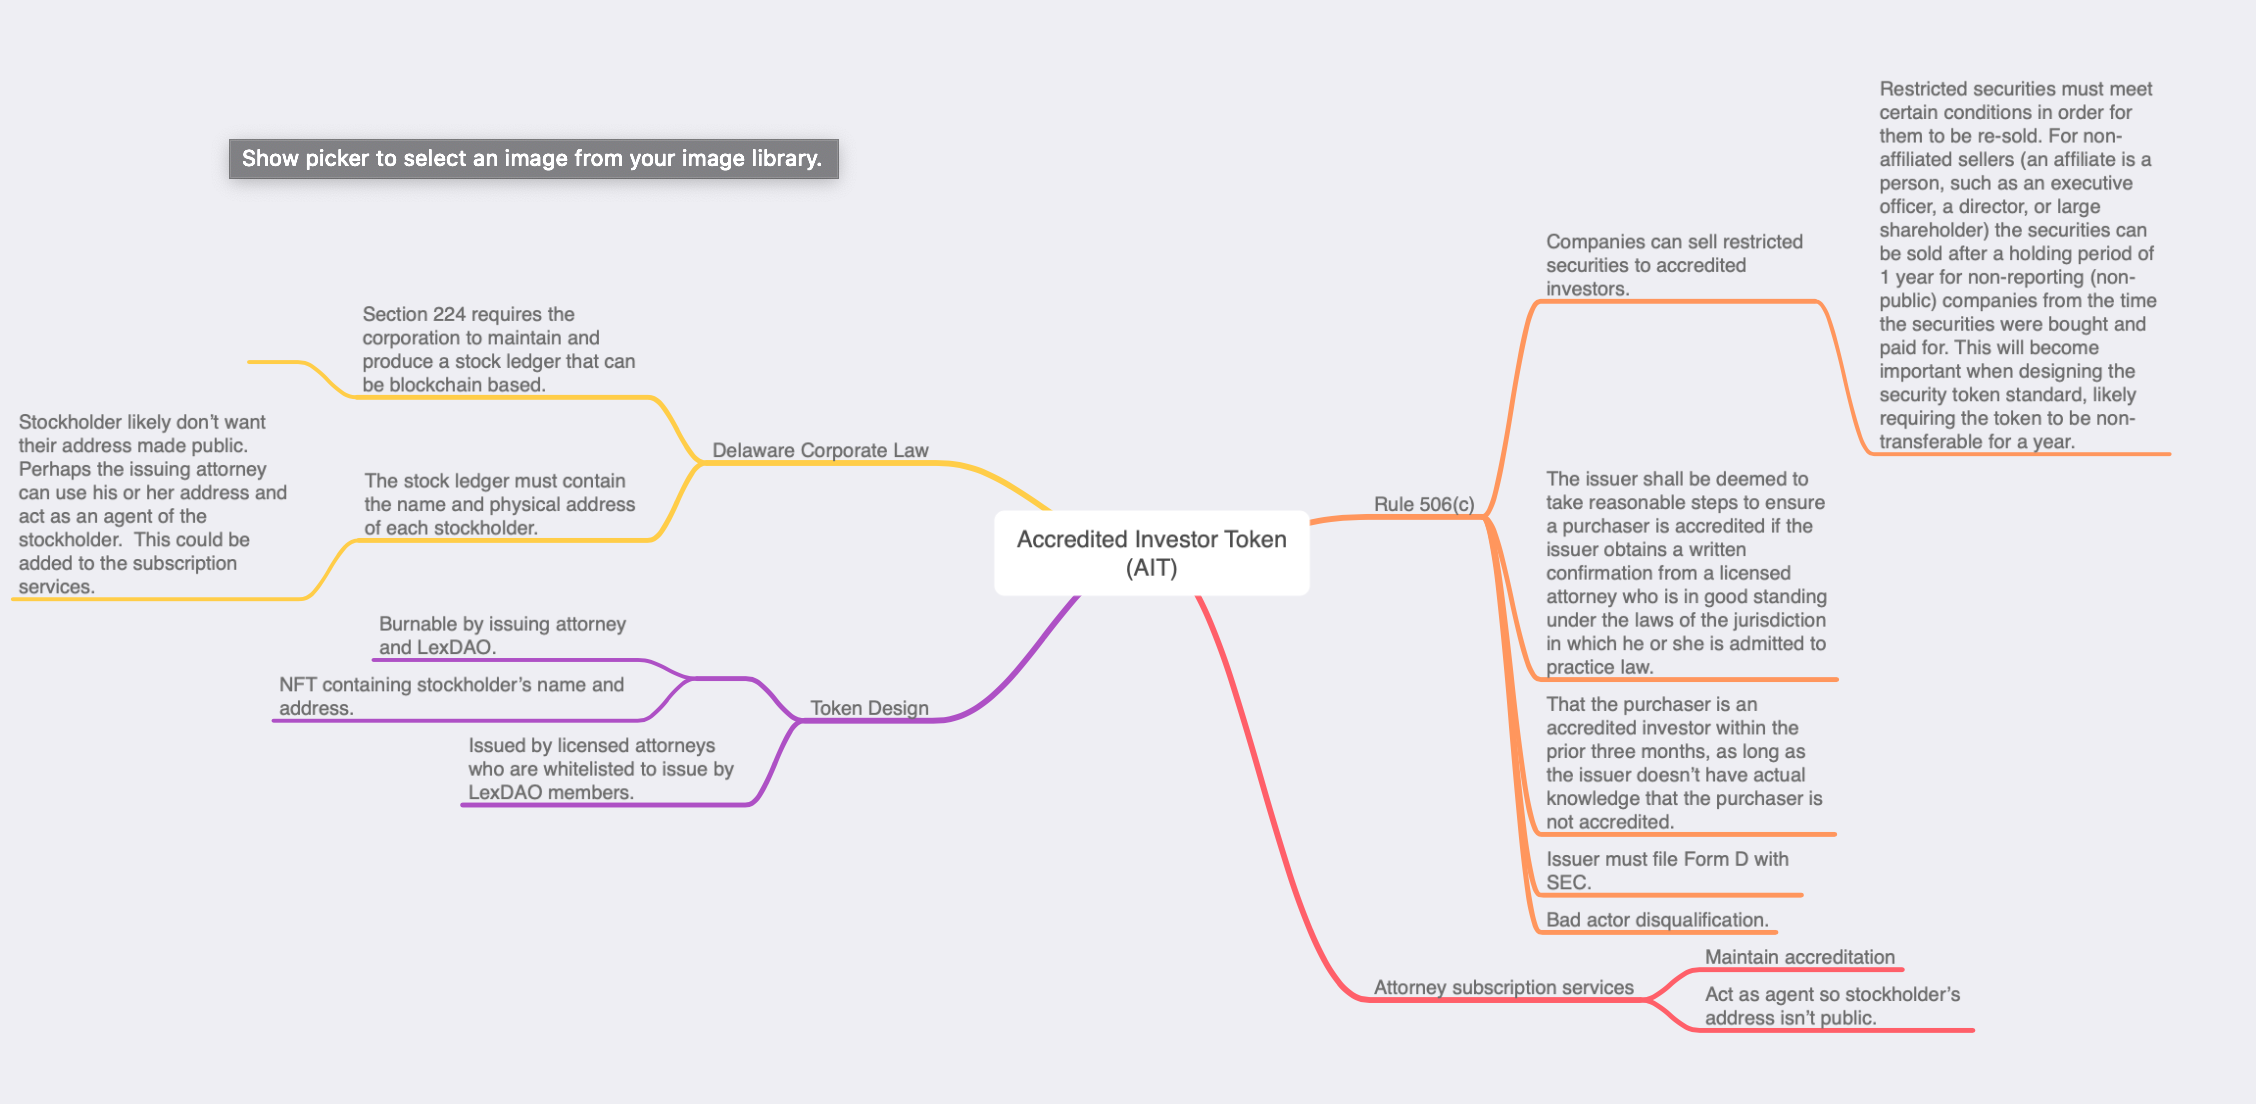 Show picker to select an image from your image library.
Accredited Investor Token
(AIT)
Delaware Corporate Law
Section 224 requires the
corporation to maintain and
produce a stock ledger that can
be blockchain based.
The stock ledger must contain
the name and physical address
of each stockholder.
Stockholder likely don’t want
their address made public.
Perhaps the issuing attorney
can use his or her address and
act as an agent of the
stockholder.  This could be
added to the subscription
services.
Token Design
Burnable by issuing attorney
and LexDAO.
NFT containing stockholder’s name and
address.
Issued by licensed attorneys
who are whitelisted to issue by
LexDAO members.
Rule 506(c)
Companies can sell restricted
securities to accredited
investors.
Restricted securities must meet
certain conditions in order for
them to be re-sold. For non-
affiliated sellers (an affiliate is a
person, such as an executive
officer, a director, or large
shareholder) the securities can
be sold after a holding period of
1 year for non-reporting (non-
public) companies from the time
the securities were bought and
paid for. This will become
important when designing the
security token standard, likely
requiring the token to be non-
transferable for a year.
The issuer shall be deemed to
take reasonable steps to ensure
a purchaser is accredited if the
issuer obtains a written
confirmation from a licensed
attorney who is in good standing
under the laws of the jurisdiction
in which he or she is admitted to
practice law.
That the purchaser is an
accredited investor within the
prior three months, as long as
the issuer doesn’t have actual
knowledge that the purchaser is
not accredited.
Issuer must file Form D with
SEC.
Bad actor disqualification.
Attorney subscription services
Maintain accreditation
Act as agent so stockholder’s
address isn’t public.